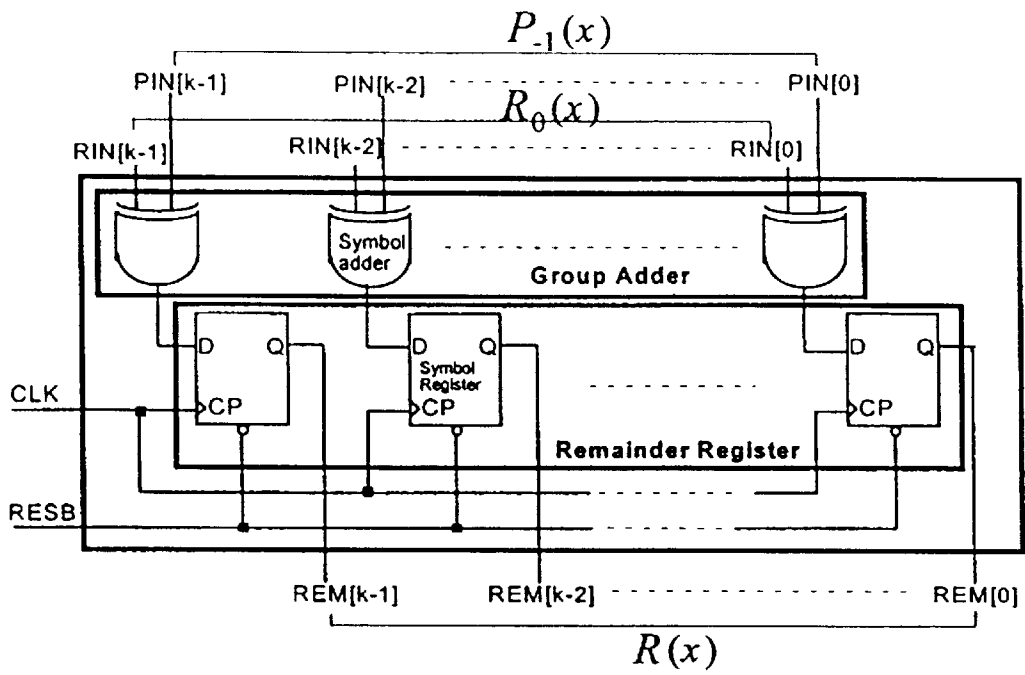 P_{-1}(x)
PIN[k-1] PIN[k-2] PIN[0]
R_0(x)
RIN[k-1] RIN[k-2] RIN[0]
Symbol
adder
Group Adder
D Q D Q D Q
Symbol
Register
CLK CP CP CP
Remainder Register
RESB
REM[k-1] REM[k-2] REM[0]
R(x)